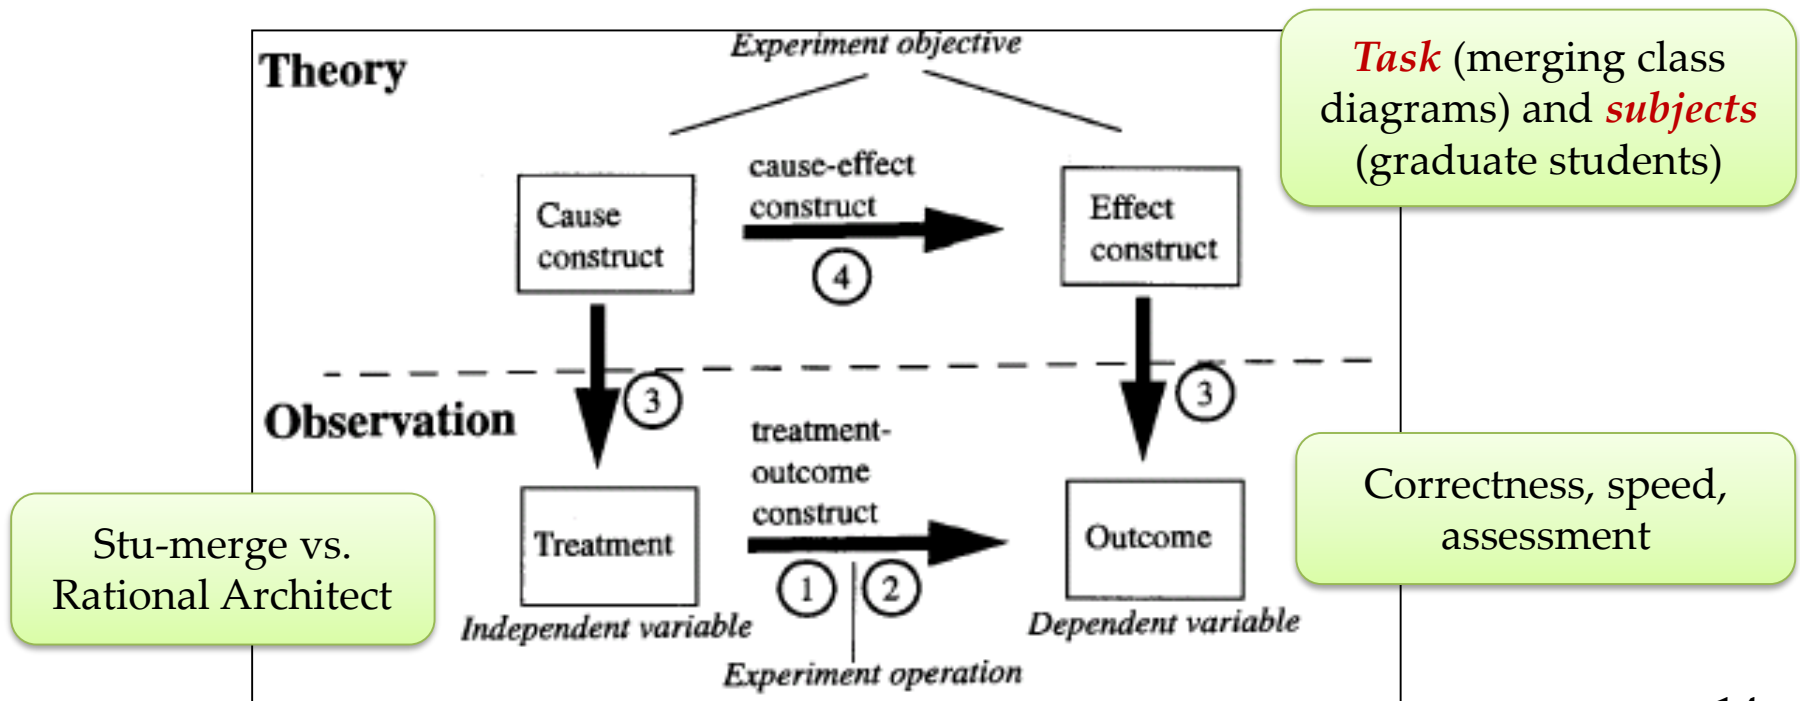 Experiment objective
Theory
Task (merging class
diagrams) and subjects
(graduate students)
cause-effect
construct
Cause
construct
Effect
construct
4
3
3
Observation
treatment-
outcome
construct
Treatment
Outcome
1 2
Independent variable
Dependent variable
Experiment operation
Stu-merge vs.
Rational Architect
Correctness, speed,
assessment